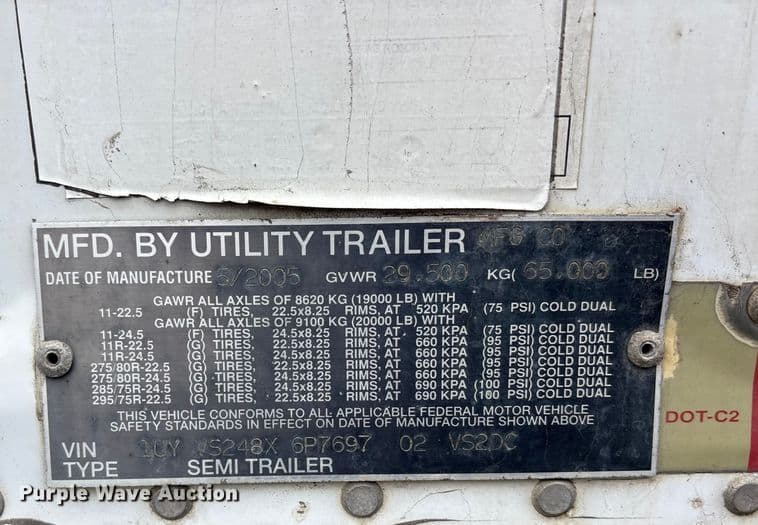 MFD. BY UTILITY TRAILER MFG CO
DATE OF MANUFACTURE 5/2005 GVWR 29.500 KG( 65.000 LB)
GAWR ALL AXLES OF 8620 KG (19000 LB) WITH
11-22.5 (F) TIRES, 22.5x8.25 RIMS, AT 520 KPA (75 PSI) COLD DUAL
GAWR ALL AXLES OF 9100 KG (20000 LB) WITH
11-24.5 (F) TIRES, 24.5x8.25 RIMS, AT 520 KPA (75 PSI) COLD DUAL
11R-22.5 (G) TIRES, 22.5x8.25 RIMS, AT 660 KPA (95 PSI) COLD DUAL
11R-24.5 (G) TIRES, 24.5x8.25 RIMS, AT 660 KPA (95 PSI) COLD DUAL
275/80R-22.5 (G) TIRES, 22.5x8.25 RIMS, AT 660 KPA (95 PSI) COLD DUAL
275/80R-24.5 (G) TIRES, 24.5x8.25 RIMS, AT 660 KPA (95 PSI) COLD DUAL
285/75R-24.5 (G) TIRES, 24.5x8.25 RIMS, AT 690 KPA (100 PSI) COLD DUAL
295/75R-22.5 (G) TIRES, 22.5x8.25 RIMS, AT 690 KPA (100 PSI) COLD DUAL
THIS VEHICLE CONFORMS TO ALL APPLICABLE FEDERAL MOTOR VEHICLE
SAFETY STANDARDS IN EFFECT ON DATE OF MANUFACTURE SHOWN ABOVE
DOT-C2
VIN 1UY VS248X 6P7697 02 VS2DC
TYPE SEMI TRAILER
Purple Wave Auction